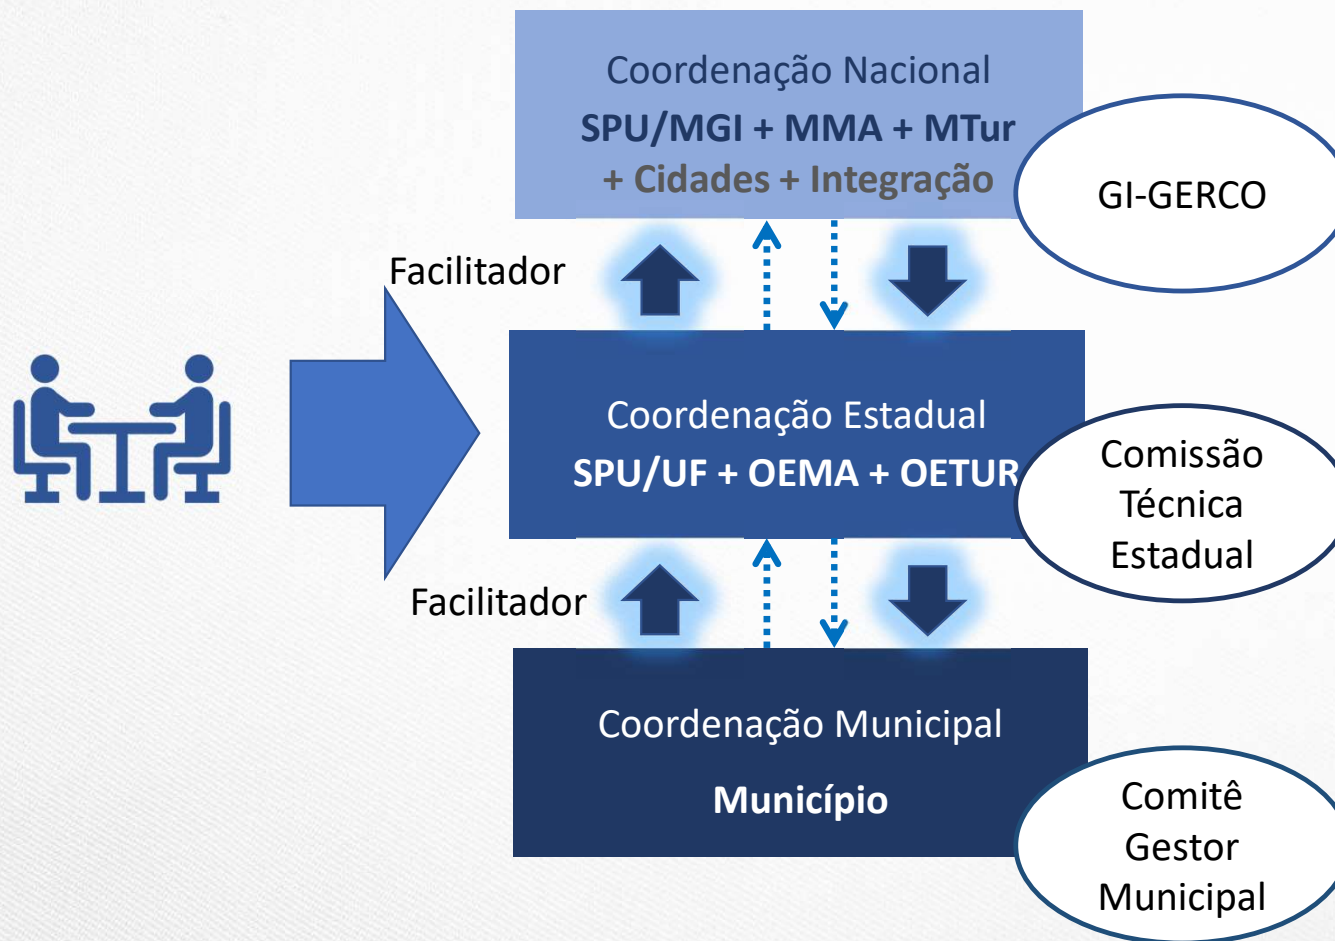 Coordenação Nacional
SPU/MGI + MMA + MTur
+ Cidades + Integração
GI-GERCO
Facilitador
Coordenação Estadual
SPU/UF + OEMA + OETUR
Comissão
Técnica
Estadual
Facilitador
Coordenação Municipal
Município
Comitê
Gestor
Municipal